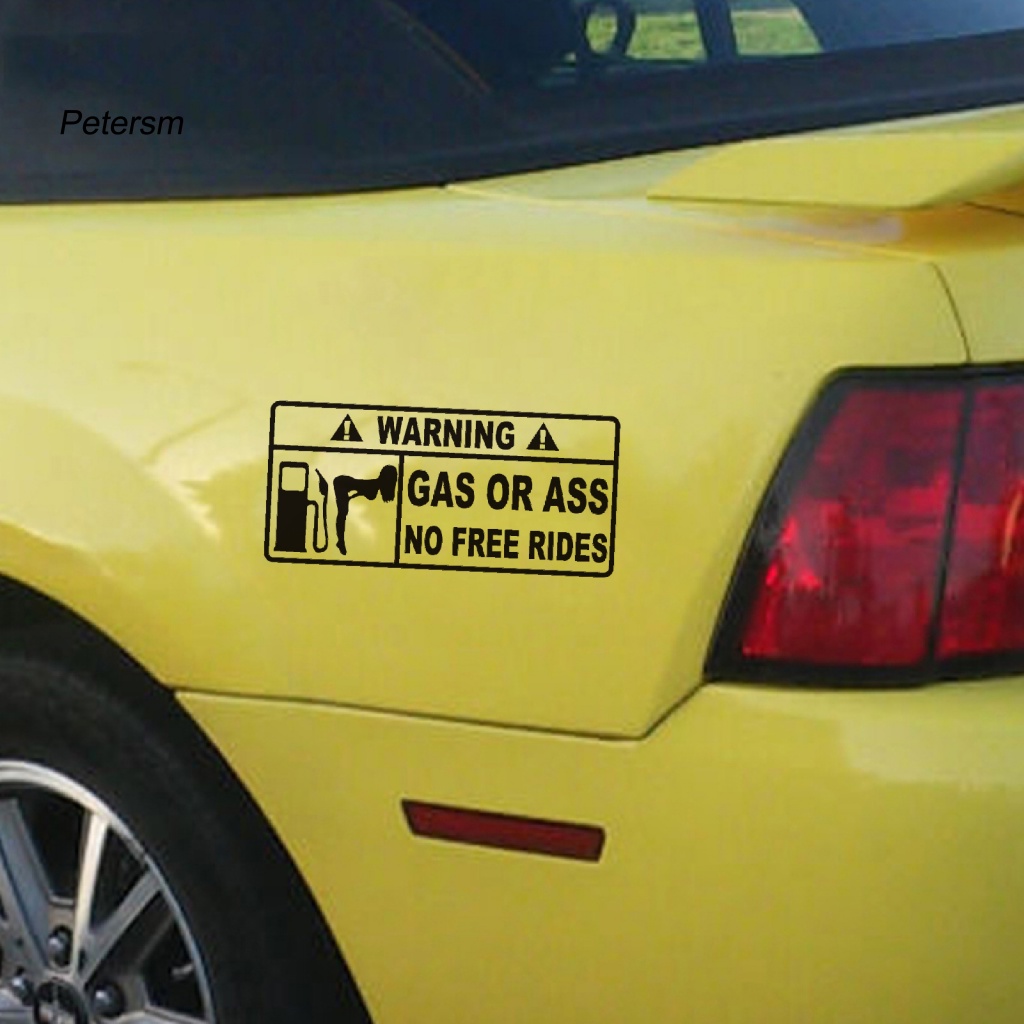 Petersm
WARNING
GAS OR ASS
NO FREE RIDES